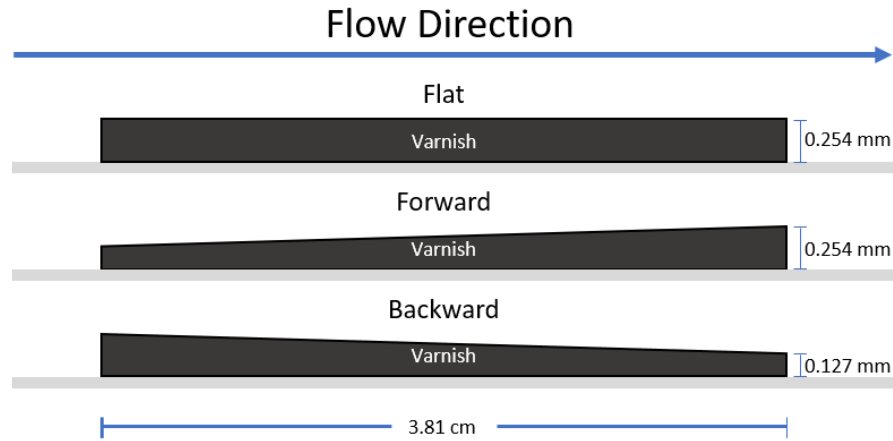 Flow Direction
Flat
Varnish
0.254 mm
Forward
Varnish
0.254 mm
Backward
Varnish
0.127 mm
3.81 cm